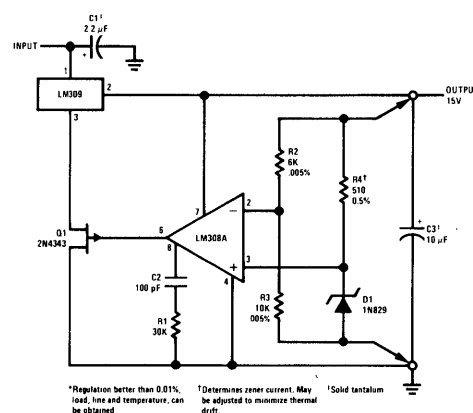 C1‡
2.2 µF
+
INPUT
1
LM309
2
3
OUTPU
15V
R2
6K
.005%
R4†
510
0.5%
7
Q1
2N4343
6
8
LM308A
−
2
+
3
4
C2
100 pF
R1
30K
R3
10K
005%
D1
1N829
+
C3‡
10 µF
*Regulation better than 0.01%,
load, line and temperature, can
be obtained
†Determines zener current. May
be adjusted to minimize thermal
drift.
‡Solid tantalum